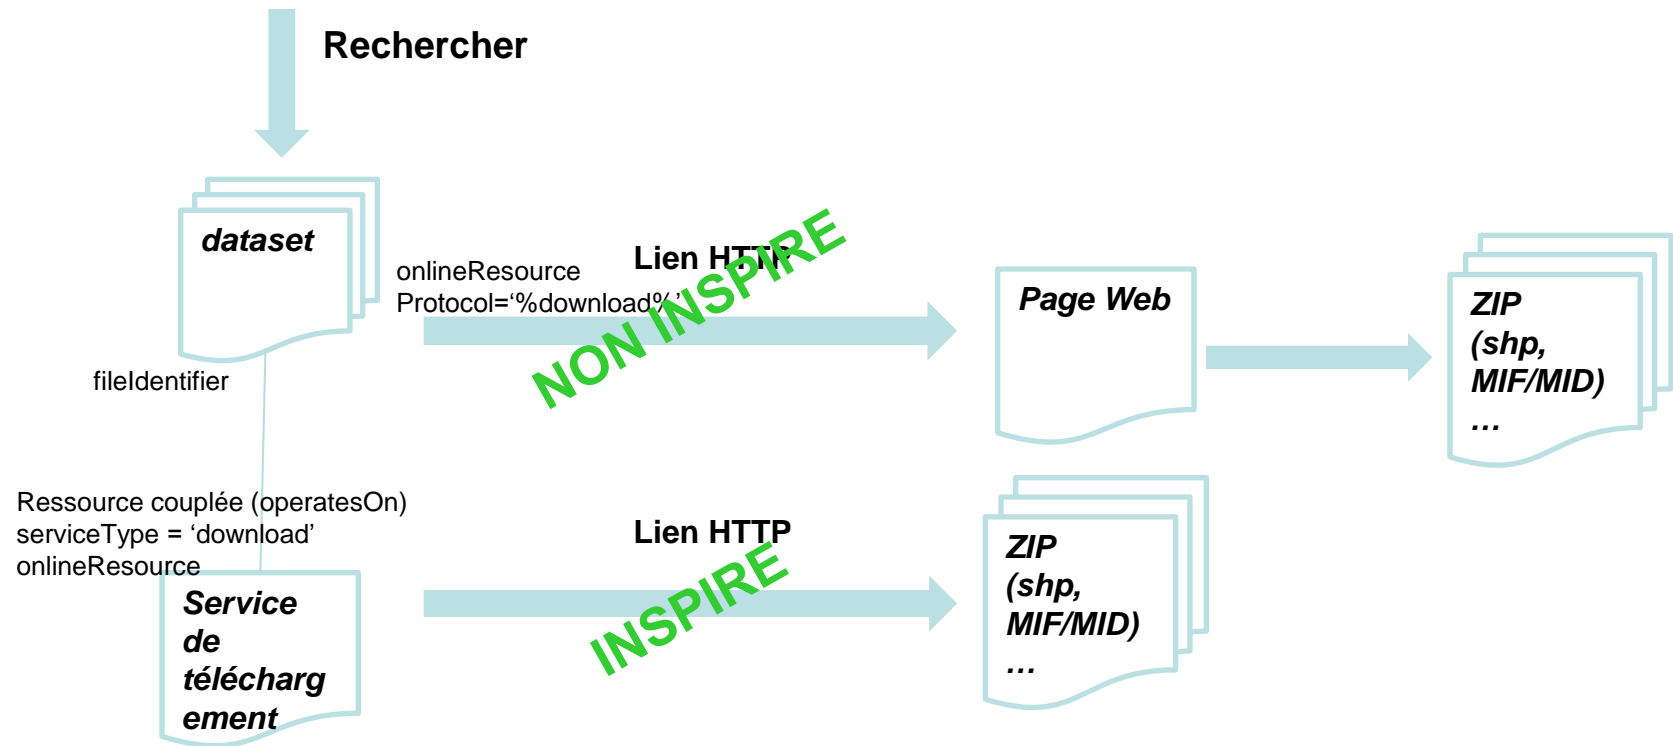 Rechercher
dataset
onlineResource
Protocol=‘%download%’
Lien HTTP
NON INSPIRE
Page Web
ZIP
(shp,
MIF/MID)
…
fileIdentifier
Ressource couplée (operatesOn)
serviceType = ‘download’
onlineResource
Service
de
télécharg
ement
Lien HTTP
INSPIRE
ZIP
(shp,
MIF/MID)
…